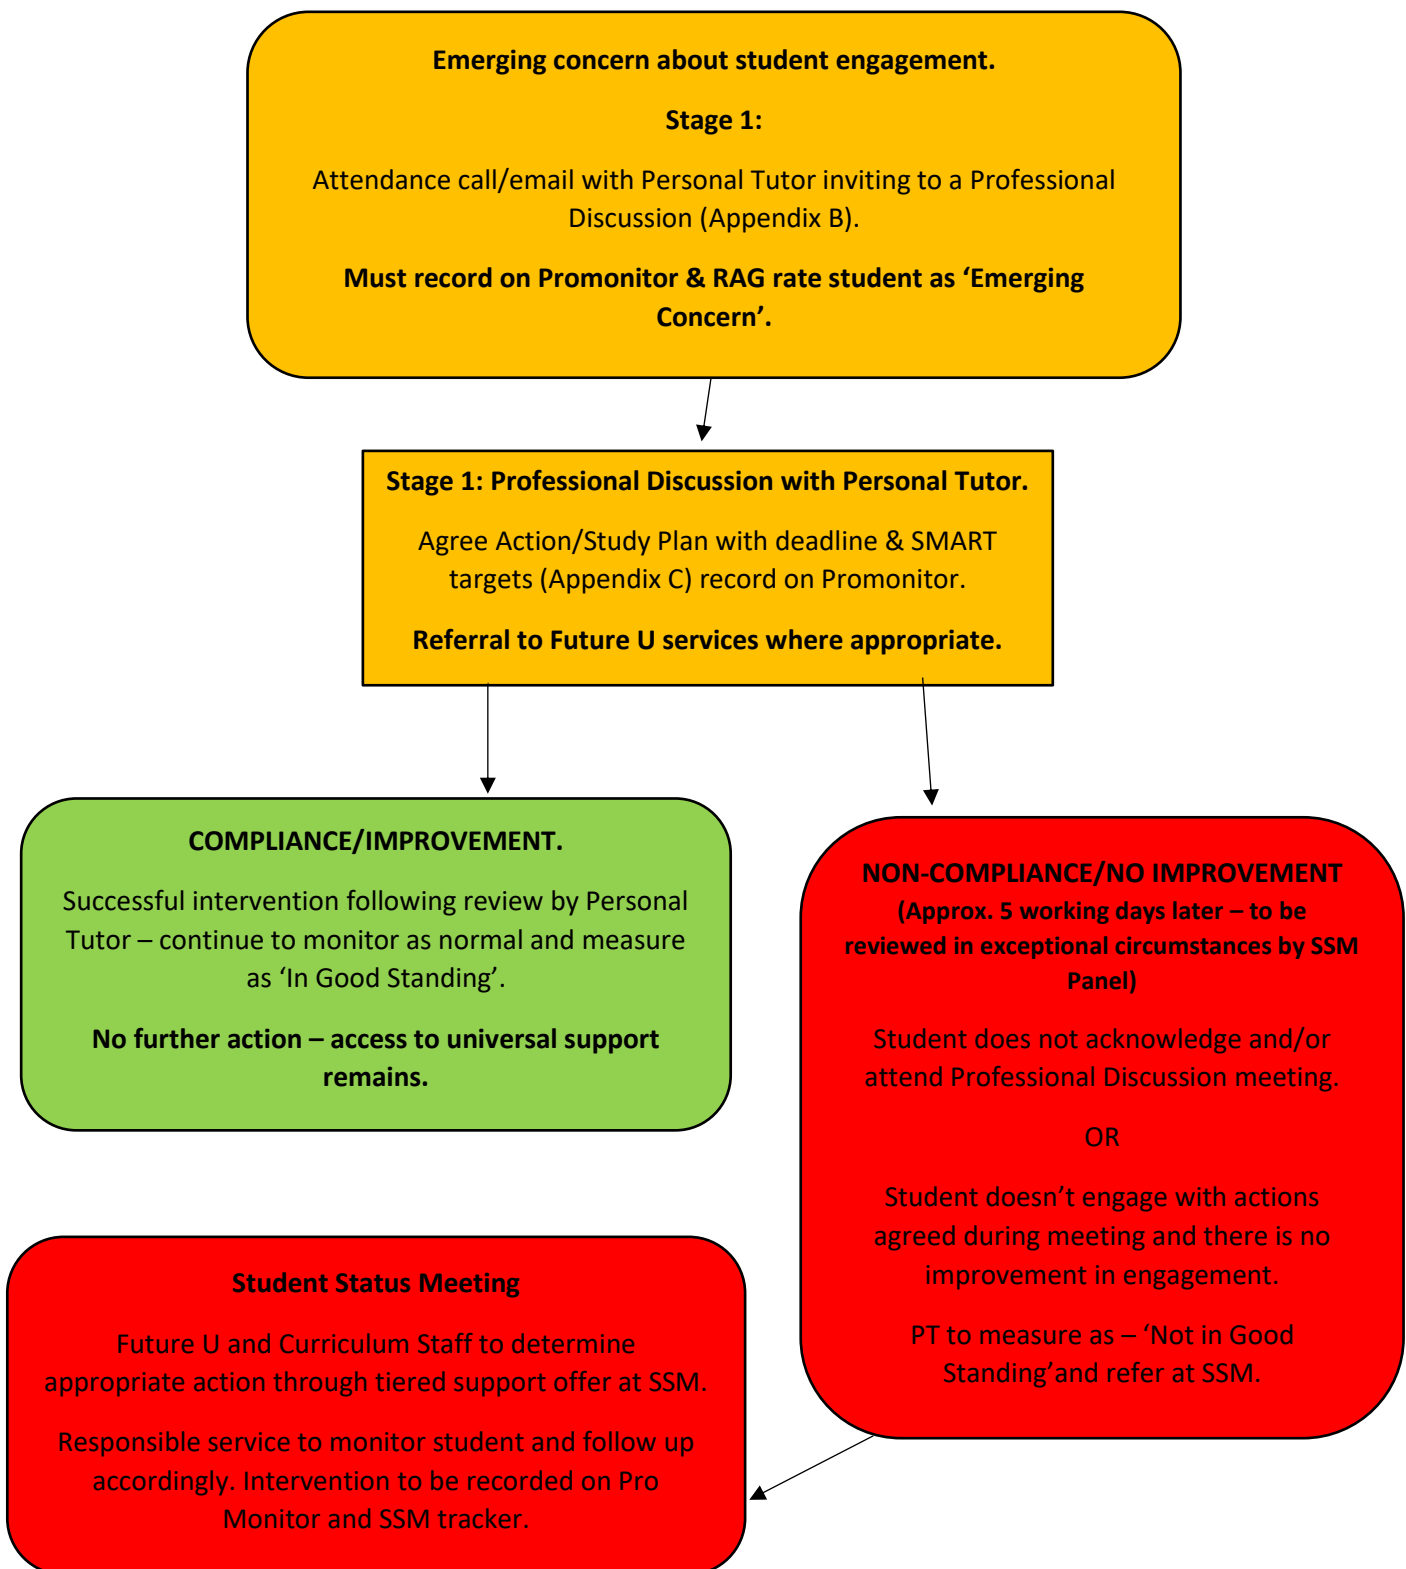 Emerging concern about student engagement.
Stage 1:
Attendance call/email with Personal Tutor inviting to a Professional
Discussion (Appendix B).
Must record on Promonitor & RAG rate student as ‘Emerging
Concern’.
Stage 1: Professional Discussion with Personal Tutor.
Agree Action/Study Plan with deadline & SMART
targets (Appendix C) record on Promonitor.
Referral to Future U services where appropriate.
COMPLIANCE/IMPROVEMENT.
Successful intervention following review by Personal
Tutor – continue to monitor as normal and measure
as ‘In Good Standing’.
No further action – access to universal support
remains.
NON-COMPLIANCE/NO IMPROVEMENT
(Approx. 5 working days later – to be
reviewed in exceptional circumstances by SSM
Panel)
Student does not acknowledge and/or
attend Professional Discussion meeting.
OR
Student doesn’t engage with actions
agreed during meeting and there is no
improvement in engagement.
PT to measure as – ‘Not in Good
Standing’and refer at SSM.
Student Status Meeting
Future U and Curriculum Staff to determine
appropriate action through tiered support offer at SSM.
Responsible service to monitor student and follow up
accordingly. Intervention to be recorded on Pro
Monitor and SSM tracker.